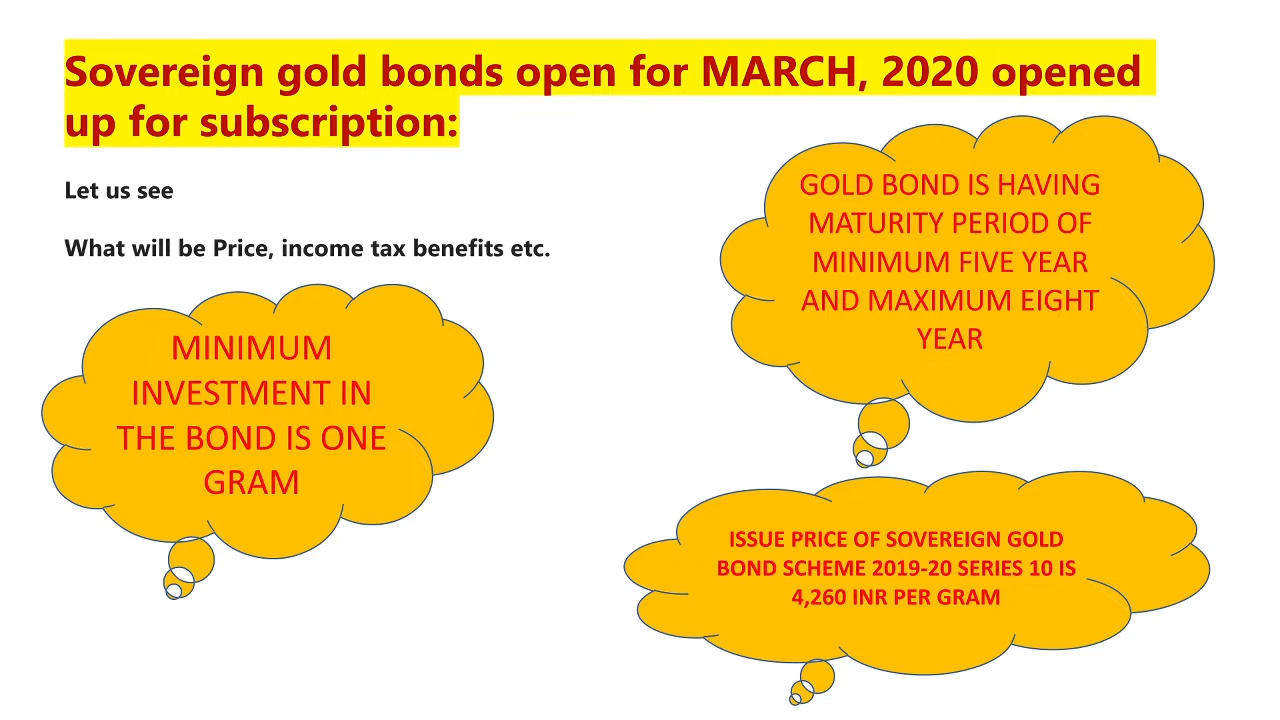 Sovereign gold bonds open for MARCH, 2020 opened
up for subscription:
Let us see
What will be Price, income tax benefits etc.
MINIMUM
INVESTMENT IN
THE BOND IS ONE
GRAM
GOLD BOND IS HAVING
MATURITY PERIOD OF
MINIMUM FIVE YEAR
AND MAXIMUM EIGHT
YEAR
ISSUE PRICE OF SOVEREIGN GOLD
BOND SCHEME 2019-20 SERIES 10 IS
4,260 INR PER GRAM